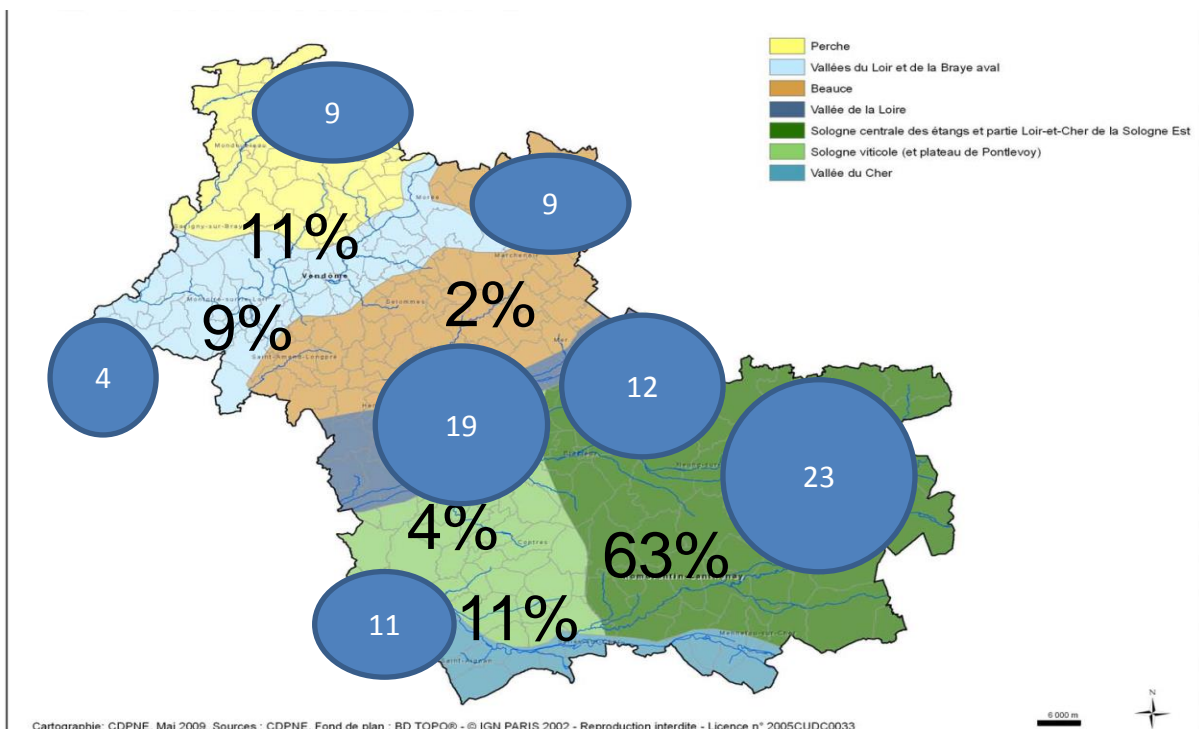 Perche
Vallées du Loir et de la Braye aval
Beauce
Vallée de la Loire
Sologne centrale des étangs et partie Loir-et-Cher de la Sologne Est
Sologne viticole (et plateau de Pontlevoy)
Vallée du Cher
9
9
11%
Vendôme
2%
9%
4
12
19
23
4%
Contres
63%
11
11%
N
6 000 m
Cartographie: CDPNE, Mai 2009. Sources : CDPNE. Fond de plan : BD TOPO® - © IGN PARIS 2002 - Reproduction interdite - Licence n° 2005CUDC0033